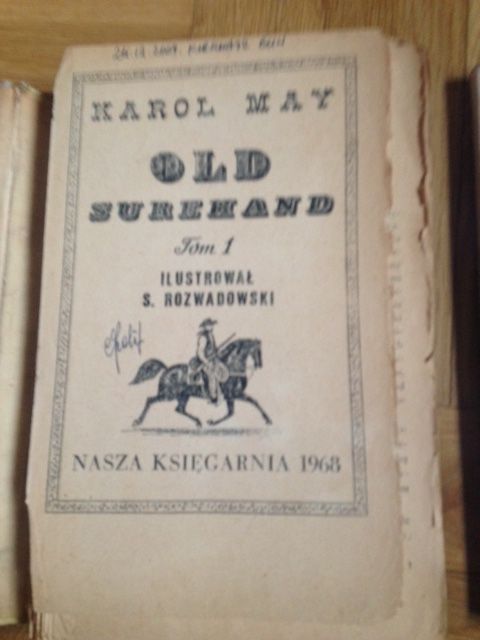 KAROL MAY
OLD
SUREHAND
Tom 1
ILUSTROWAŁ
S. ROZWADOWSKI
NASZA KSIĘGARNIA 1968